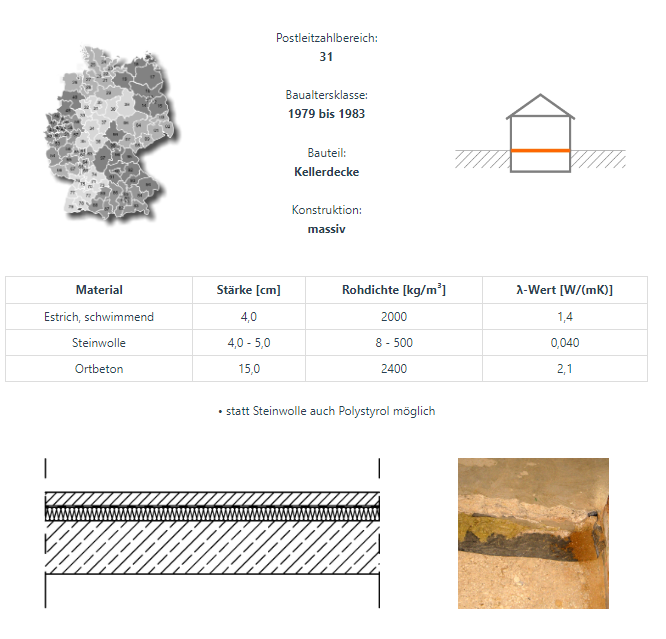 Postleitzahlbereich:
31
Baualtersklasse:
1979 bis 1983
Bauteil:
Kellerdecke
Konstruktion:
massiv
Material Stärke [cm] Rohdichte [kg/m³] λ-Wert [W/(mK)]
Estrich, schwimmend 4,0 2000 1,4
Steinwolle 4,0 - 5,0 8 - 500 0,040
Ortbeton 15,0 2400 2,1
• statt Steinwolle auch Polystyrol möglich